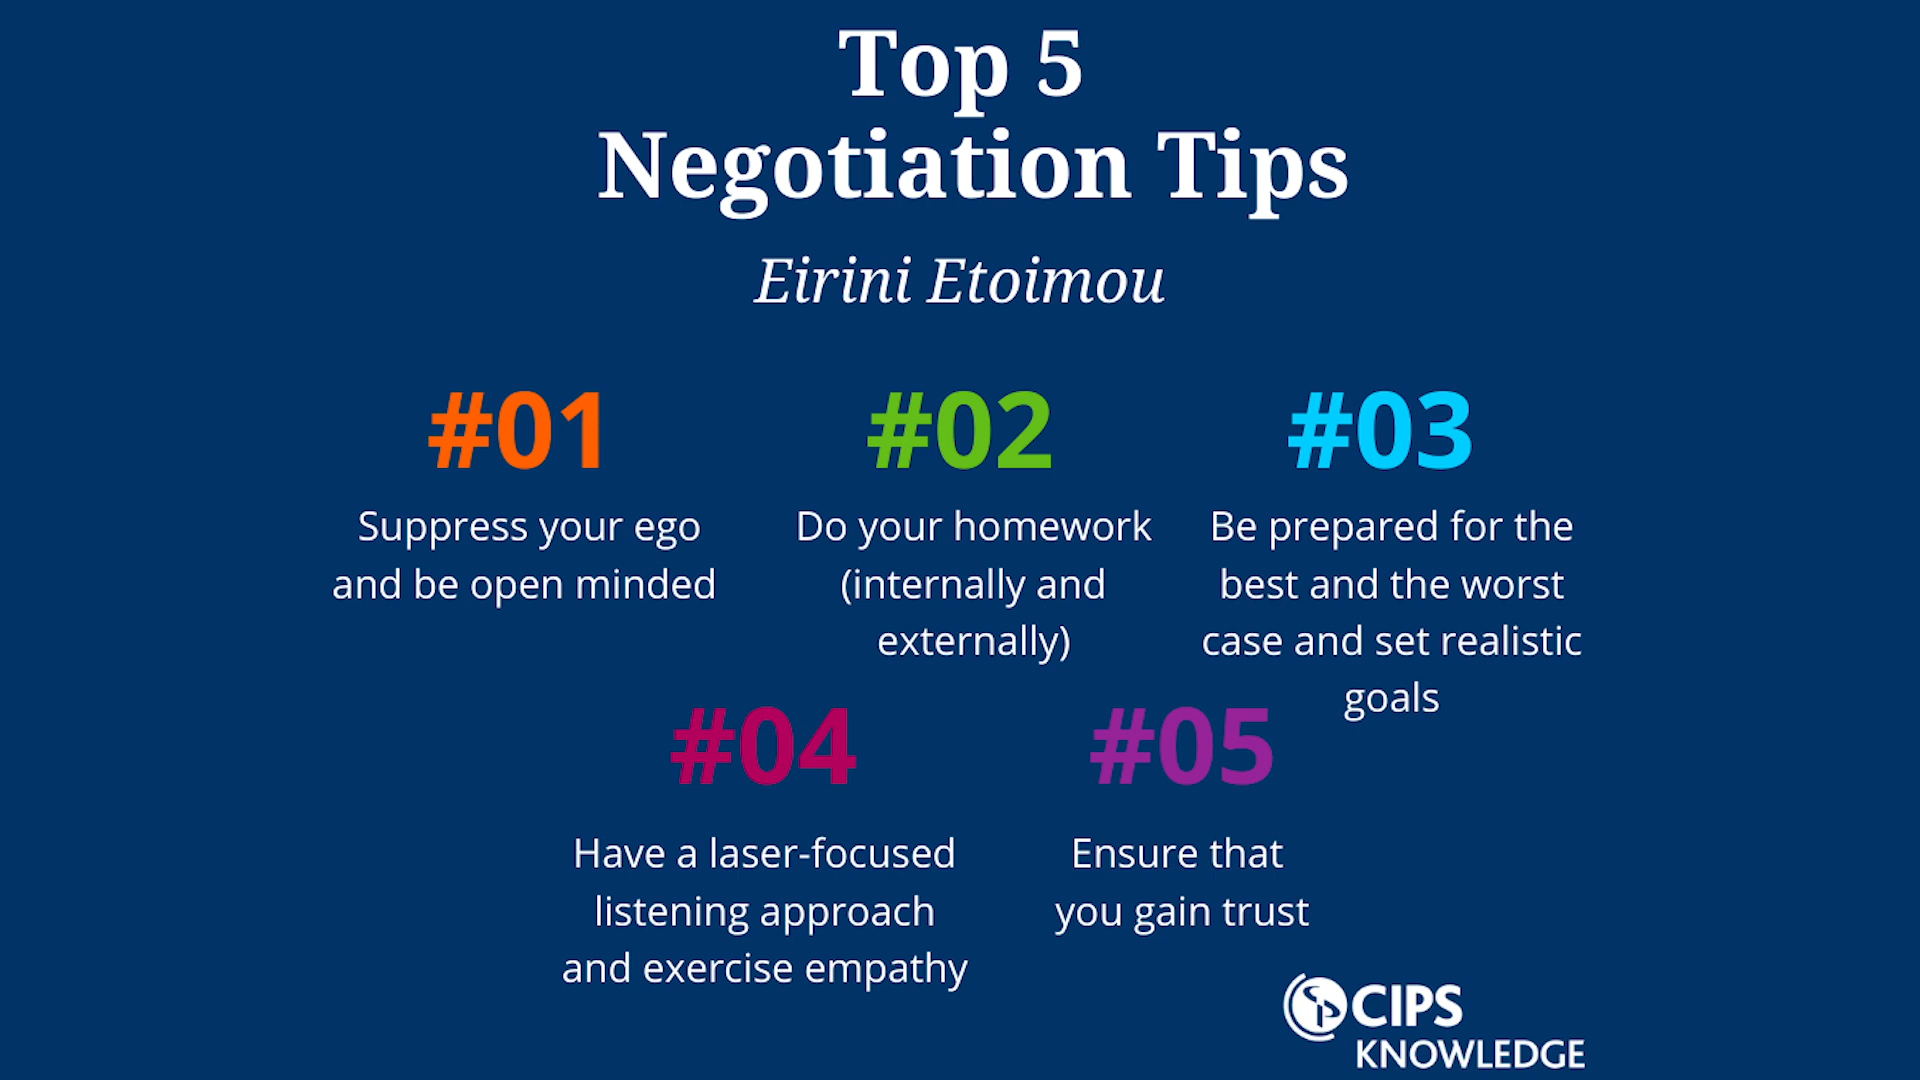 Top 5
Negotiation Tips
Eirini Etoimou
#01
Suppress your ego
and be open minded
#02
Do your homework
(internally and
externally)
#03
Be prepared for the
best and the worst
case and set realistic
goals
#04
Have a laser-focused
listening approach
and exercise empathy
#05
Ensure that
you gain trust
CIPS
KNOWLEDGE